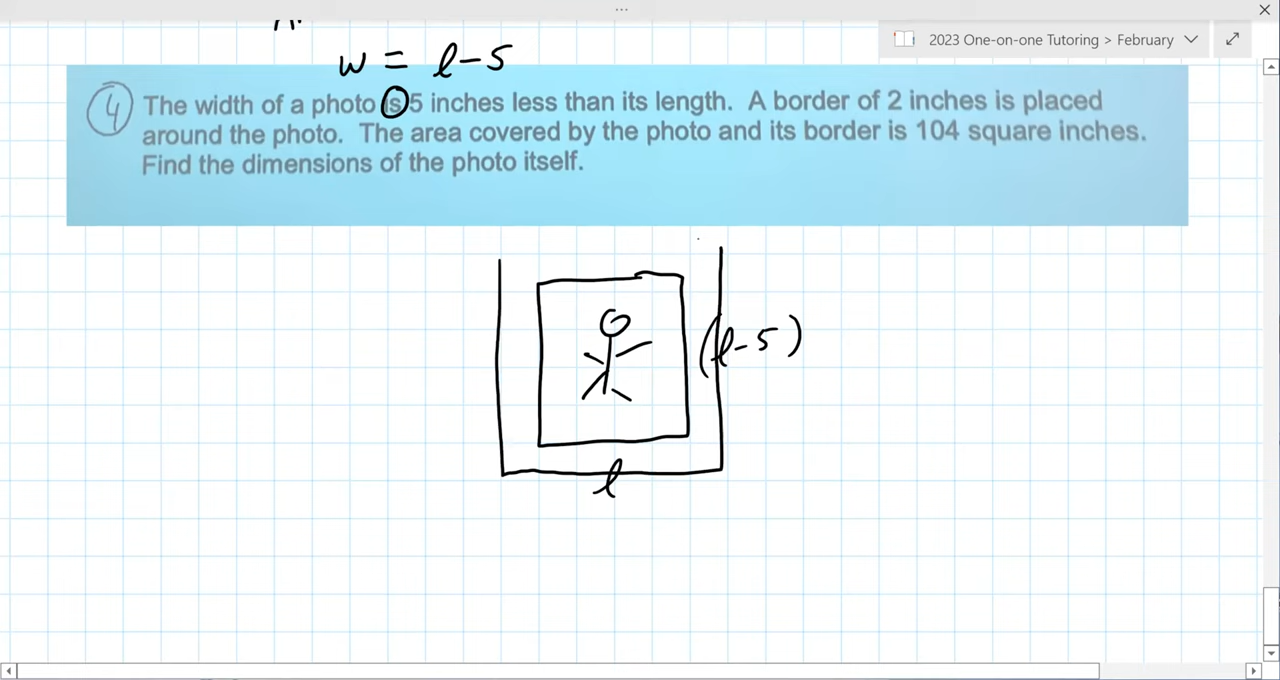 2023 One-on-one Tutoring > February
w = l - 5
④ The width of a photo is 5 inches less than its length. A border of 2 inches is placed
around the photo. The area covered by the photo and its border is 104 square inches.
Find the dimensions of the photo itself.
(l - 5)
l